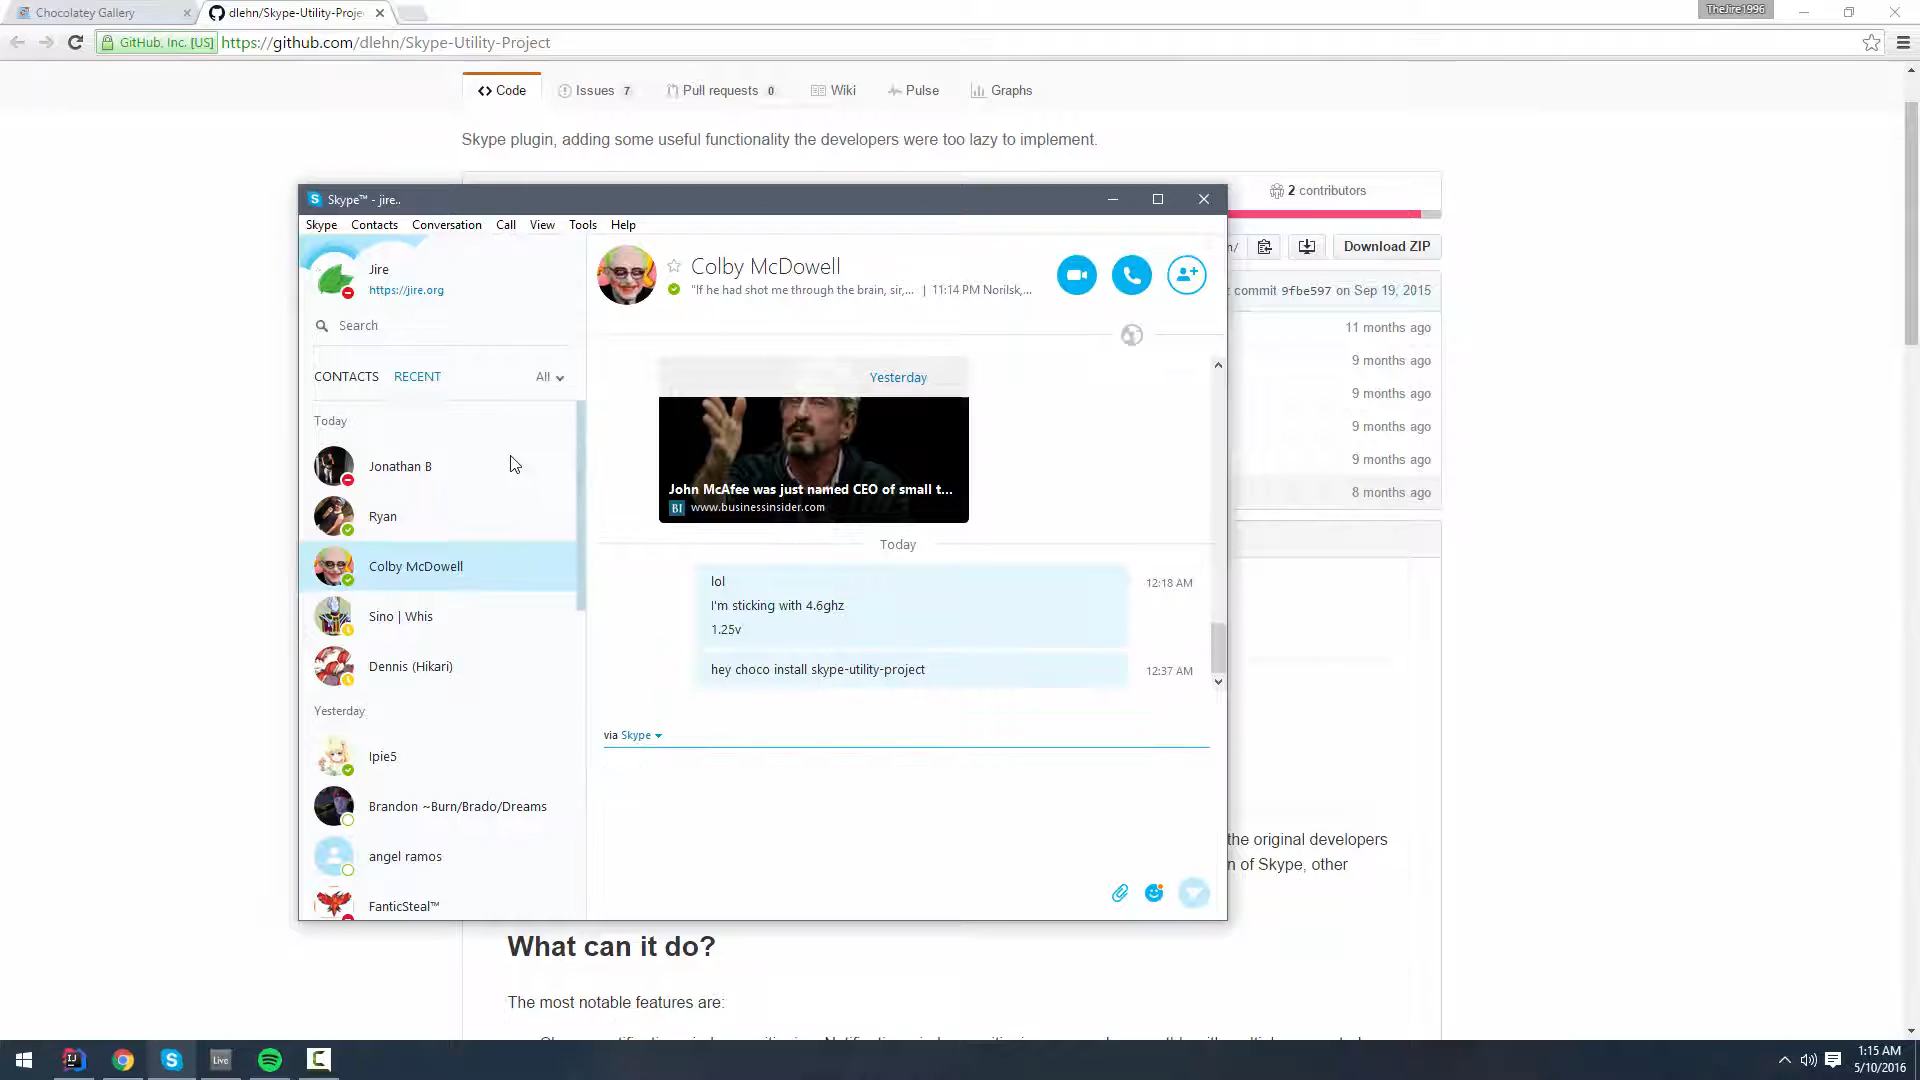 Chocolatey Gallery
dlehn/Skype-Utility-Proje
TheJire1996
GitHub, Inc. [US]
https://github.com/dlehn/Skype-Utility-Project
Code
Issues 7
Pull requests 0
Wiki
Pulse
Graphs
Skype plugin, adding some useful functionality the developers were too lazy to implement.
2 contributors
Download ZIP
commit 9fbe597 on Sep 19, 2015
11 months ago
9 months ago
9 months ago
9 months ago
9 months ago
8 months ago
Skype™ - jire..
Skype Contacts Conversation Call View Tools Help
Jire
https://jire.org
Search
CONTACTS RECENT All
Today
Jonathan B
Ryan
Colby McDowell
Sino | Whis
Dennis (Hikari)
Yesterday
Ipie5
Brandon ~Burn/Brado/Dreams
angel ramos
FanticSteal™
Colby McDowell
"If he had shot me through the brain, sir,... | 11:14 PM Norilsk,...
Yesterday
John McAfee was just named CEO of small t...
BI www.businessinsider.com
Today
lol 12:18 AM
I'm sticking with 4.6ghz
1.25v
hey choco install skype-utility-project 12:37 AM
via Skype
the original developers
n of Skype, other
What can it do?
The most notable features are:
Live
1:15 AM
5/10/2016